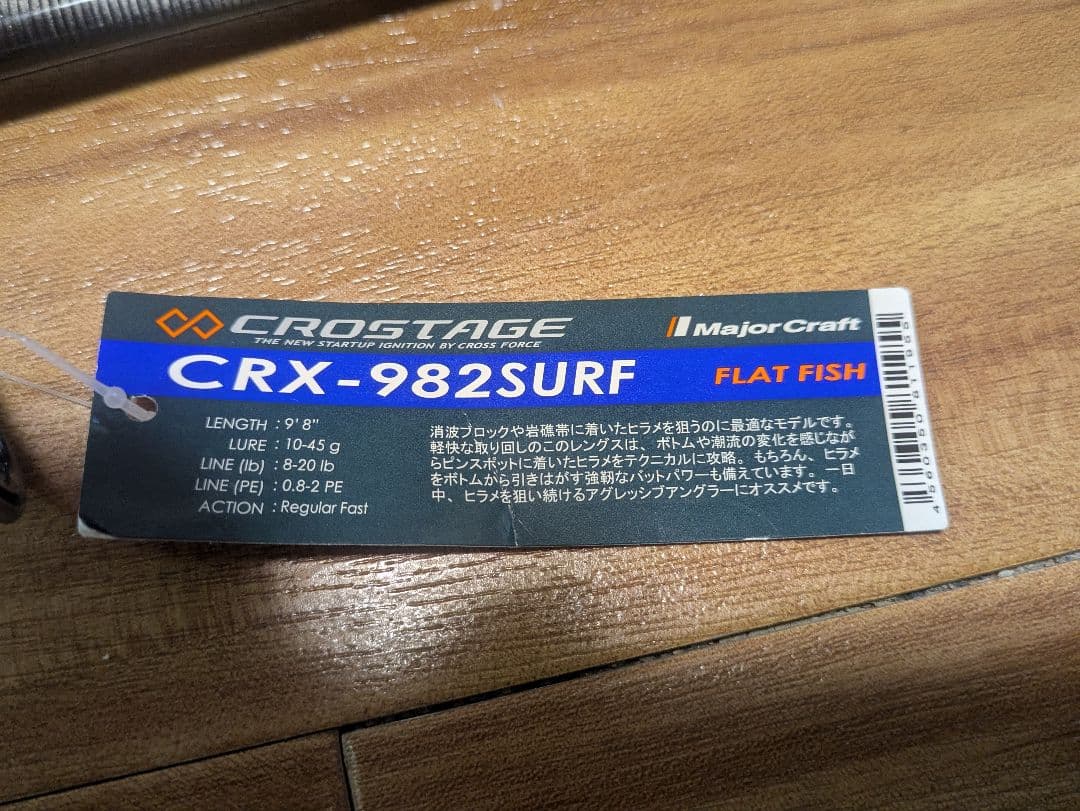 CROSTAGE
THE NEW STARTUP IGNITION BY CROSS FORCE
MajorCraft
CRX-982SURF
FLAT FISH
LENGTH : 9'8"
LURE : 10-45 g
LINE (lb) : 8-20 lb
LINE (PE) : 0.8-2 PE
ACTION : Regular Fast
消波ブロックや岩礁帯に着いたヒラメを狙うのに最適なモデルです。
軽快な取り回しのこのレングスは、ボトムや潮流の変化を感じなが
らピンスポットに着いたヒラメをテクニカルに攻略。もちろん、ヒラメ
をボトムから引きはがす強靭なバットパワーも備えています。一日
中、ヒラメを狙い続けるアグレッシブアングラーにオススメです。
4 560350 811955